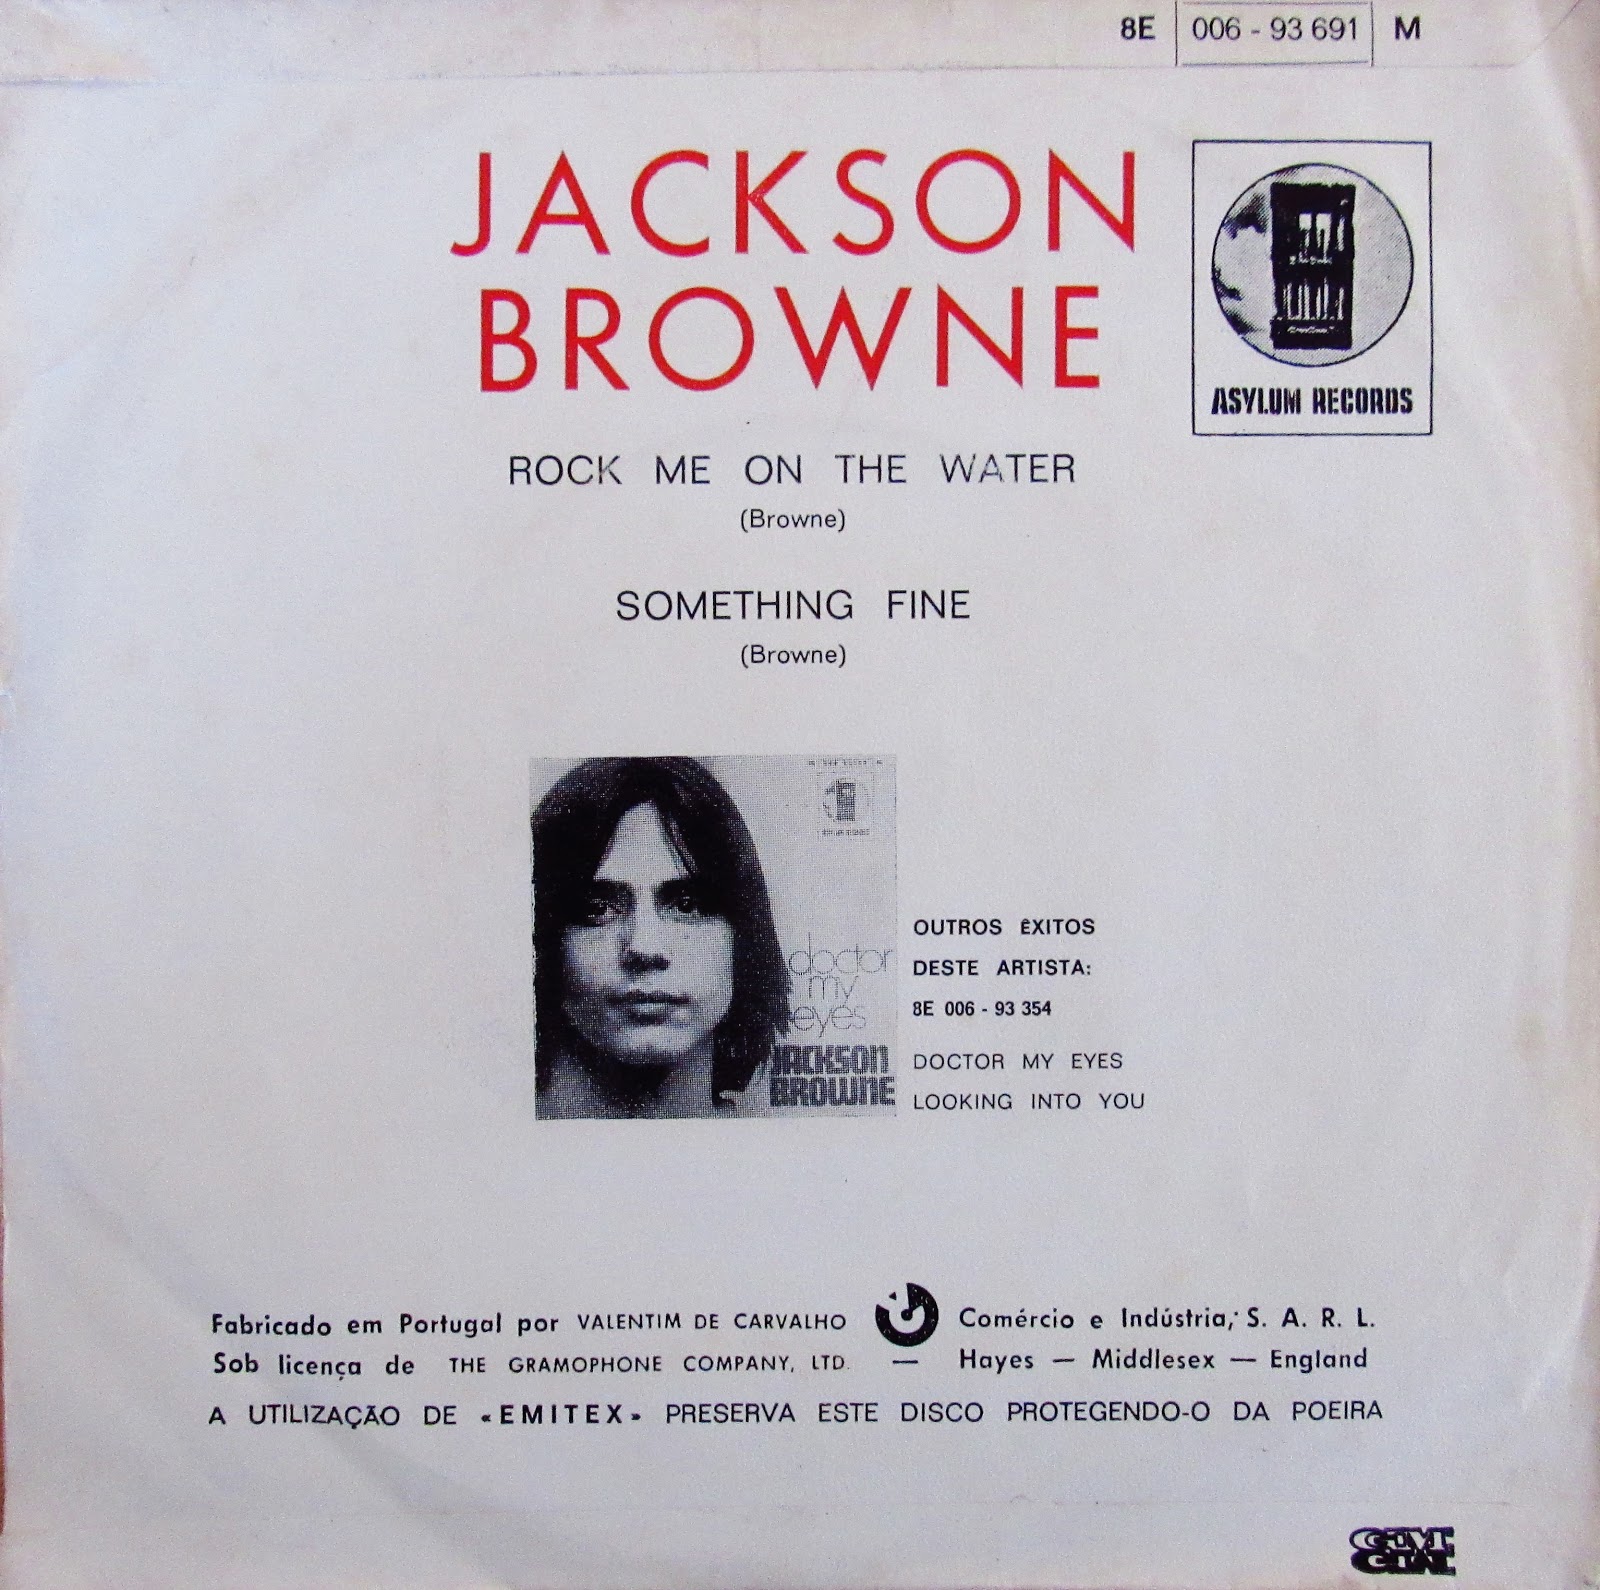 8E 006 - 93 691 M
JACKSON
BROWNE
ASYLUM RECORDS
ROCK ME ON THE WATER
(Browne)
SOMETHING FINE
(Browne)
doctor
my
eyes
JACKSON
BROWNE
OUTROS ÊXITOS
DESTE ARTISTA:
8E 006 - 93 354
DOCTOR MY EYES
LOOKING INTO YOU
Fabricado em Portugal por VALENTIM DE CARVALHO Comércio e Indústria, S. A. R. L.
Sob licença de THE GRAMOPHONE COMPANY, LTD. — Hayes — Middlesex — England
A UTILIZAÇÃO DE «EMITEX» PRESERVA ESTE DISCO PROTEGENDO-O DA POEIRA